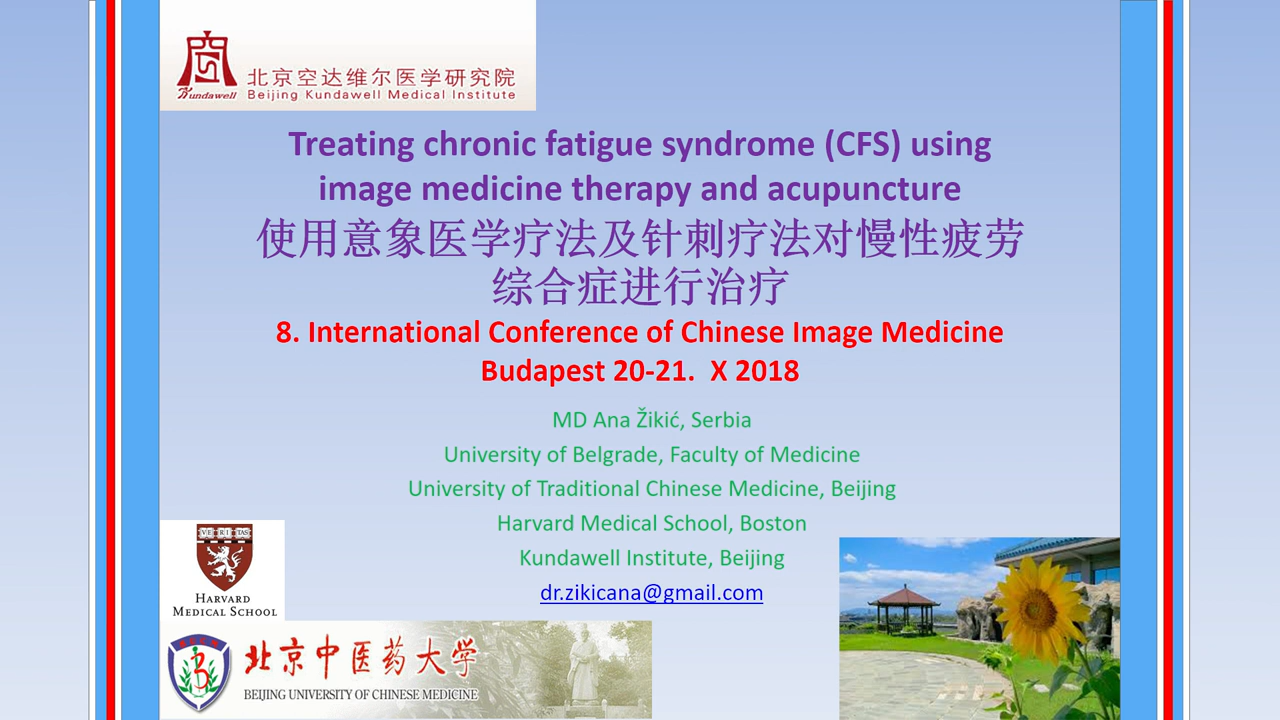 Kundawell
北京空达维尔医学研究院
Beijing Kundawell Medical Institute
Treating chronic fatigue syndrome (CFS) using
image medicine therapy and acupuncture
使用意象医学疗法及针刺疗法对慢性疲劳
综合症进行治疗
8. International Conference of Chinese Image Medicine
Budapest 20-21.  X 2018
MD Ana Žikić, Serbia
University of Belgrade, Faculty of Medicine
University of Traditional Chinese Medicine, Beijing
Harvard Medical School, Boston
Kundawell Institute, Beijing
dr.zikicana@gmail.com
VE RI TAS
HARVARD
MEDICAL SCHOOL
北京中医药大学
BEIJING UNIVERSITY OF CHINESE MEDICINE